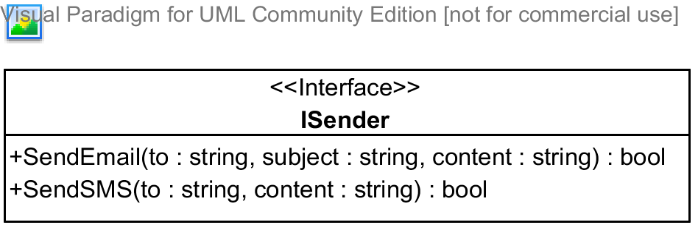 Visual Paradigm for UML Community Edition [not for commercial use]
<<Interface>>
ISender
+SendEmail(to : string, subject : string, content : string) : bool
+SendSMS(to : string, content : string) : bool